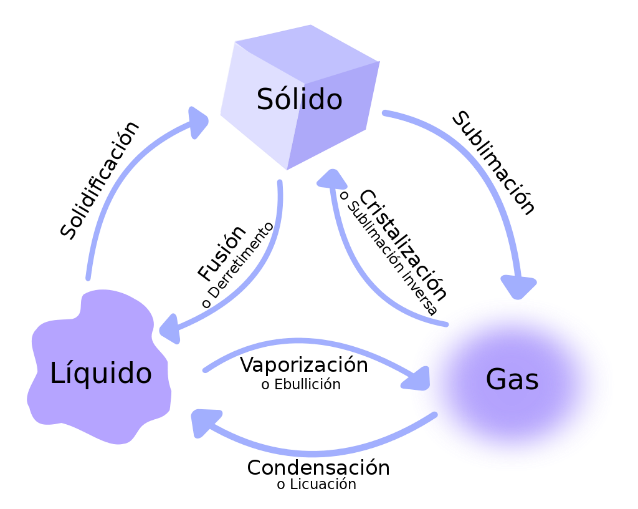 Sólido
Solidificación
Sublimación
Fusión
o Derretimento
Cristalización
o Sublimación Inversa
Líquido
Vaporización
o Ebullición
Gas
Condensación
o Licuación